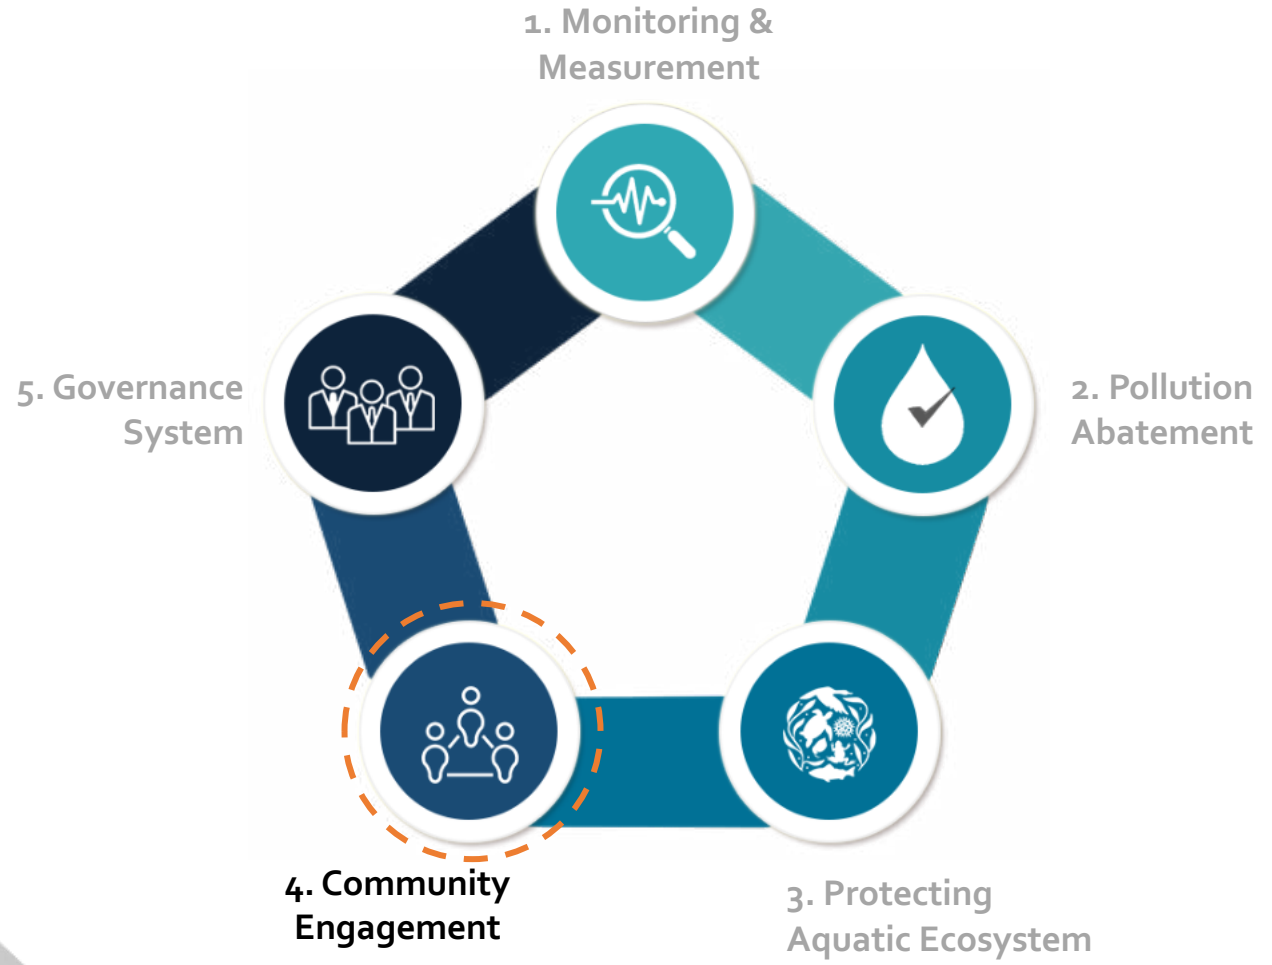 1. Monitoring &
Measurement
5. Governance
System
2. Pollution
Abatement
4. Community
Engagement
3. Protecting
Aquatic Ecosystem